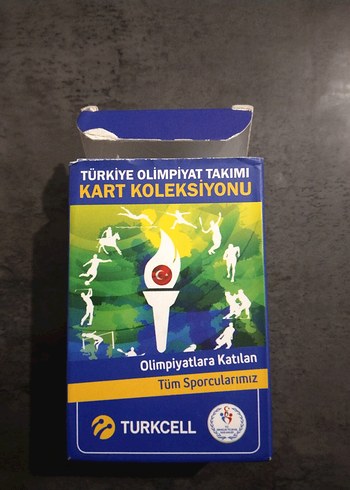 TÜRKİYE OLİMPİYAT TAKIMI
KART KOLEKSİYONU
Olimpiyatlara Katılan
Tüm Sporcularımız
TURKCELL